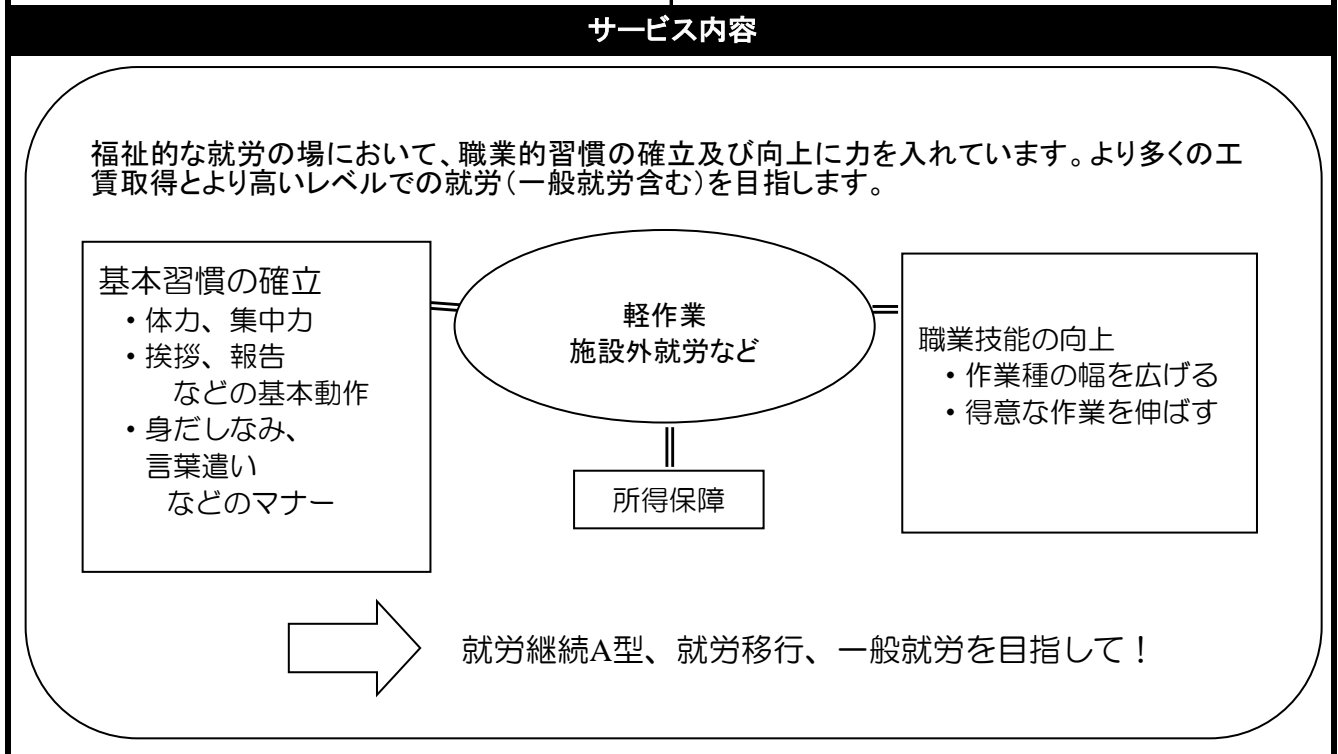 サービス内容
福祉的な就労の場において、職業的習慣の確立及び向上に力を入れています。より多くの工
賃取得とより高いレベルでの就労（一般就労含む）を目指します。
基本習慣の確立
・体力、集中力
・挨拶、報告
などの基本動作
・身だしなみ、
言葉遣い
などのマナー
軽作業
施設外就労など
職業技能の向上
・作業種の幅を広げる
・得意な作業を伸ばす
所得保障
就労継続A型、就労移行、一般就労を目指して！